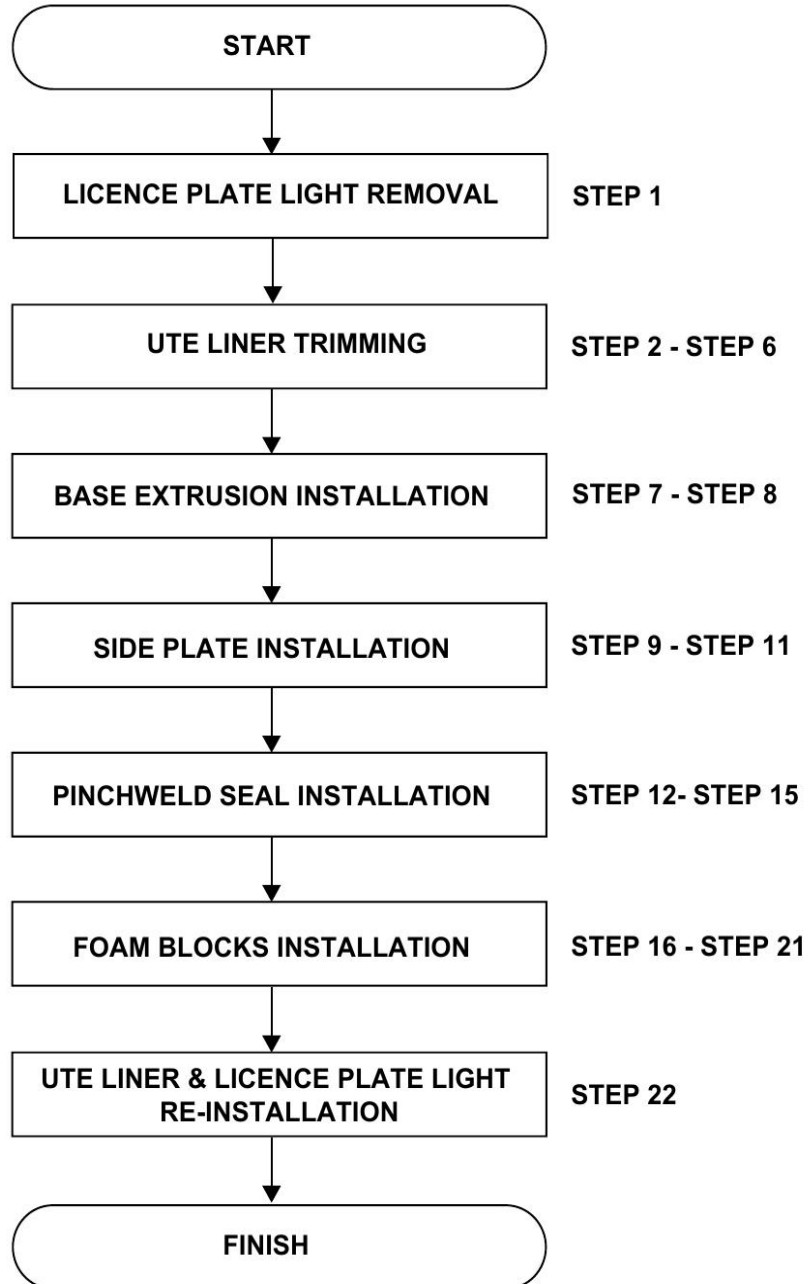 START
LICENCE PLATE LIGHT REMOVAL STEP 1
UTE LINER TRIMMING STEP 2 - STEP 6
BASE EXTRUSION INSTALLATION STEP 7 - STEP 8
SIDE PLATE INSTALLATION STEP 9 - STEP 11
PINCHWELD SEAL INSTALLATION STEP 12- STEP 15
FOAM BLOCKS INSTALLATION STEP 16 - STEP 21
UTE LINER & LICENCE PLATE LIGHT
RE-INSTALLATION
STEP 22
FINISH